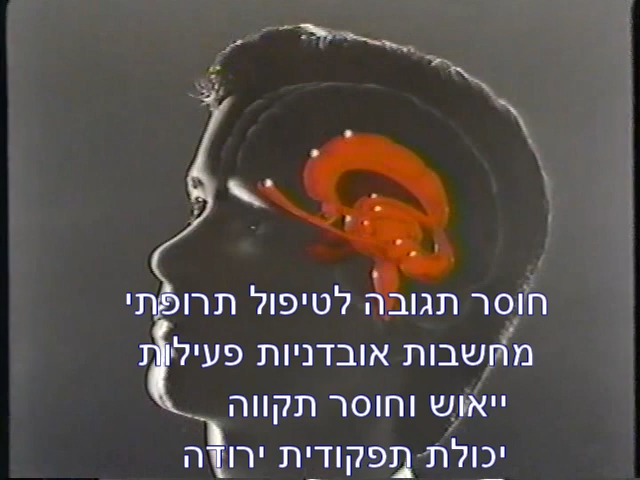 חוסר תגובה לטיפול תרופתי
מחשבות אובדניות פעילות
ייאוש וחוסר תקווה
יכולת תפקודית ירודה